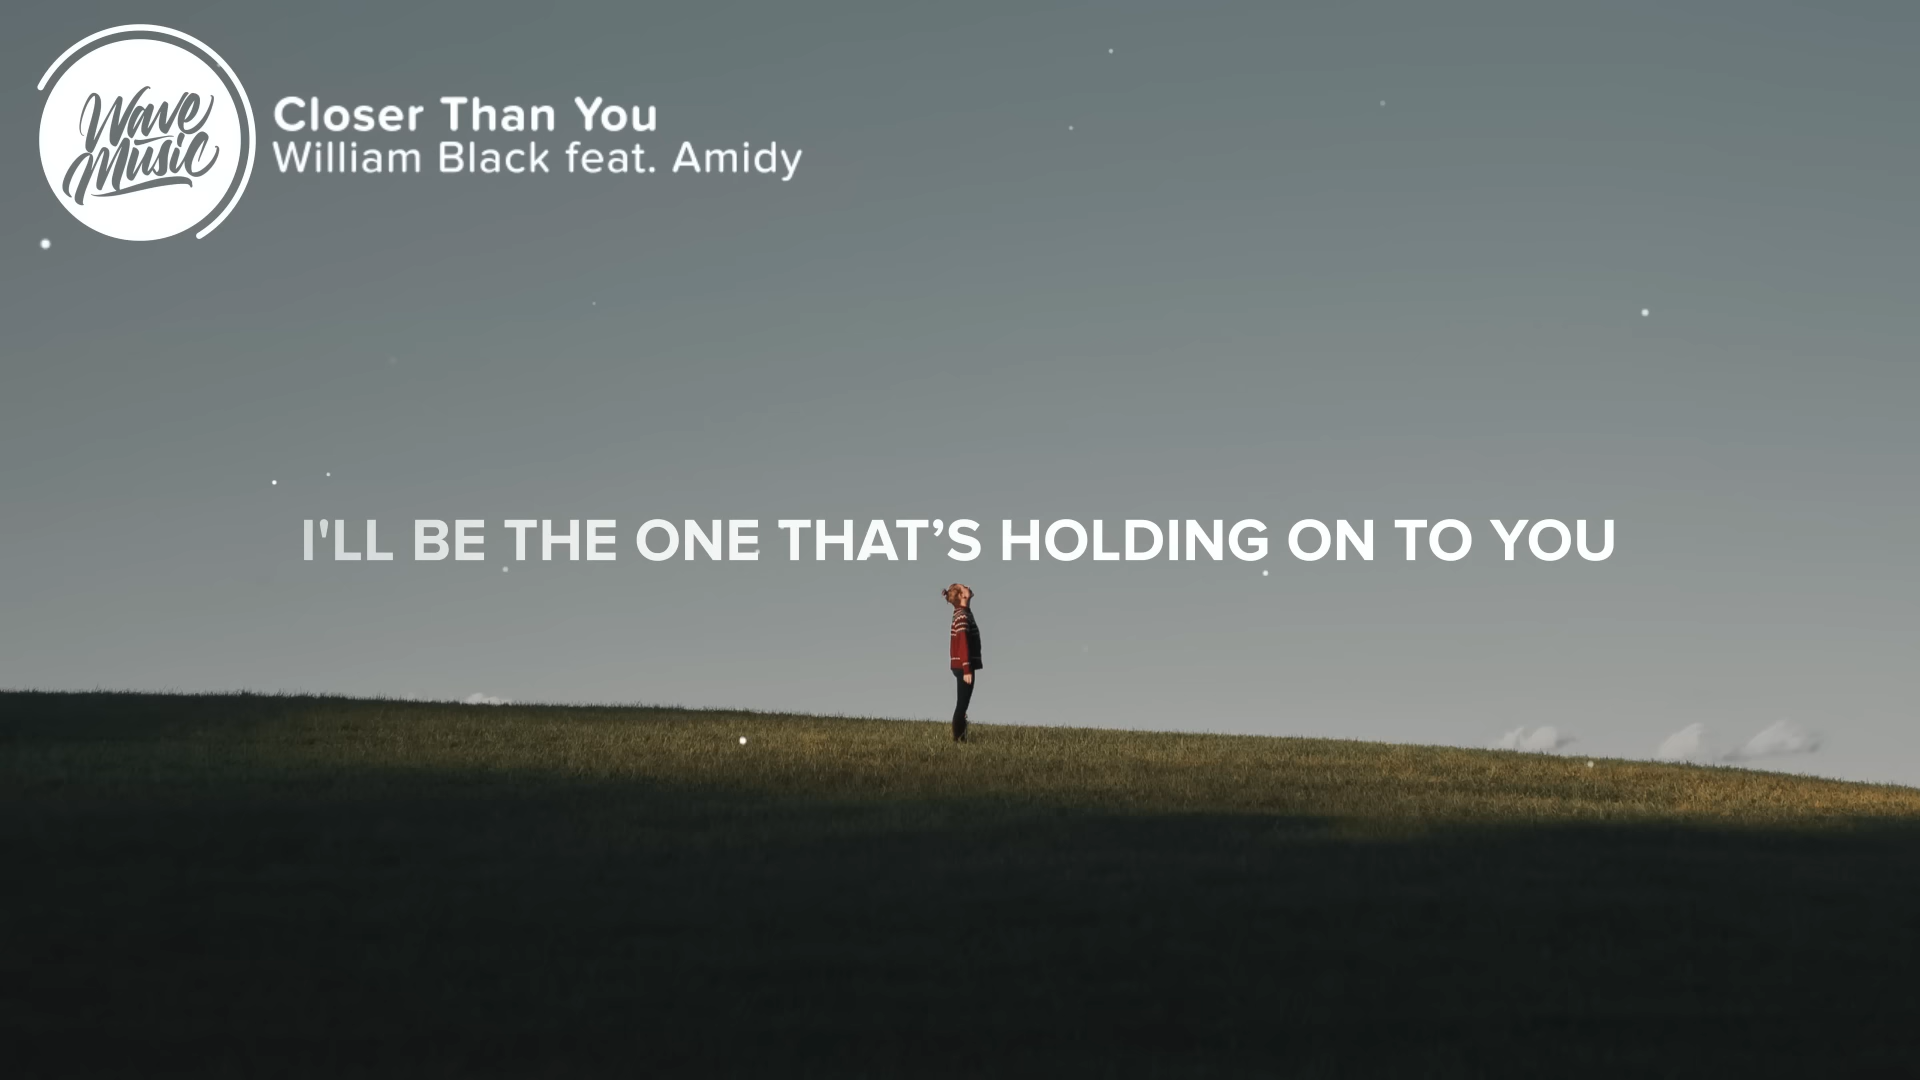 Wave
Music
Closer Than You
William Black feat. Amidy
I'LL BE THE ONE THAT’S HOLDING ON TO YOU